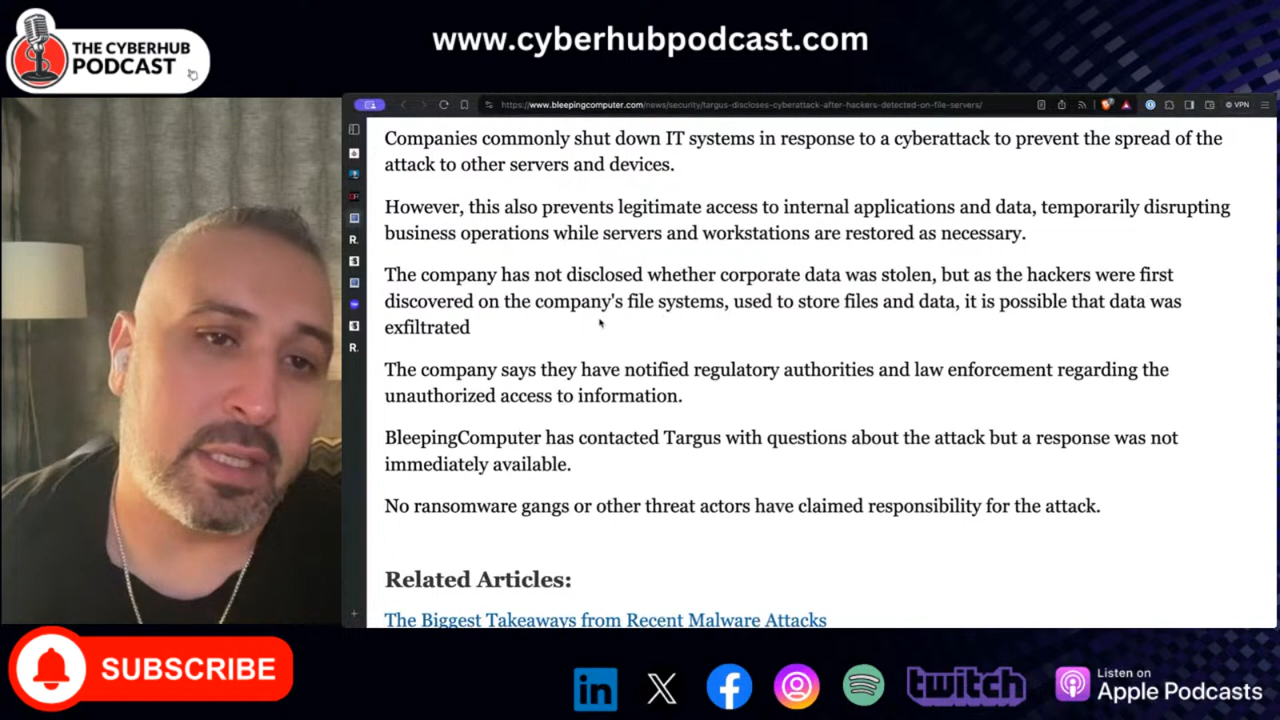 www.cyberhubpodcast.com
THE CYBERHUB
PODCAST
https://www.bleepingcomputer.com/news/security/targus-discloses-cyberattack-after-hackers-detected-on-file-servers/
VPN
Companies commonly shut down IT systems in response to a cyberattack to prevent the spread of the
attack to other servers and devices.
However, this also prevents legitimate access to internal applications and data, temporarily disrupting
business operations while servers and workstations are restored as necessary.
The company has not disclosed whether corporate data was stolen, but as the hackers were first
discovered on the company's file systems, used to store files and data, it is possible that data was
exfiltrated
The company says they have notified regulatory authorities and law enforcement regarding the
unauthorized access to information.
BleepingComputer has contacted Targus with questions about the attack but a response was not
immediately available.
No ransomware gangs or other threat actors have claimed responsibility for the attack.
Related Articles:
The Biggest Takeaways from Recent Malware Attacks
R.
R.
SUBSCRIBE
in
X
f
twitch
Listen on
Apple Podcasts